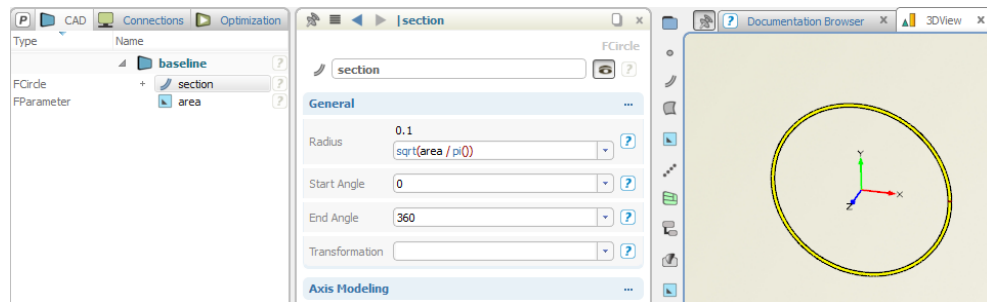 P CAD Connections Optimization
Type Name
baseline ?
FCircle + section ?
FParameter area ?
|section x
FCircle
section ?
General ...
Radius 0.1
sqrt(area / pi()) ?
Start Angle 0 ?
End Angle 360 ?
Transformation ?
Axis Modeling ...
? Documentation Browser X 3DView X
Y
X
Z